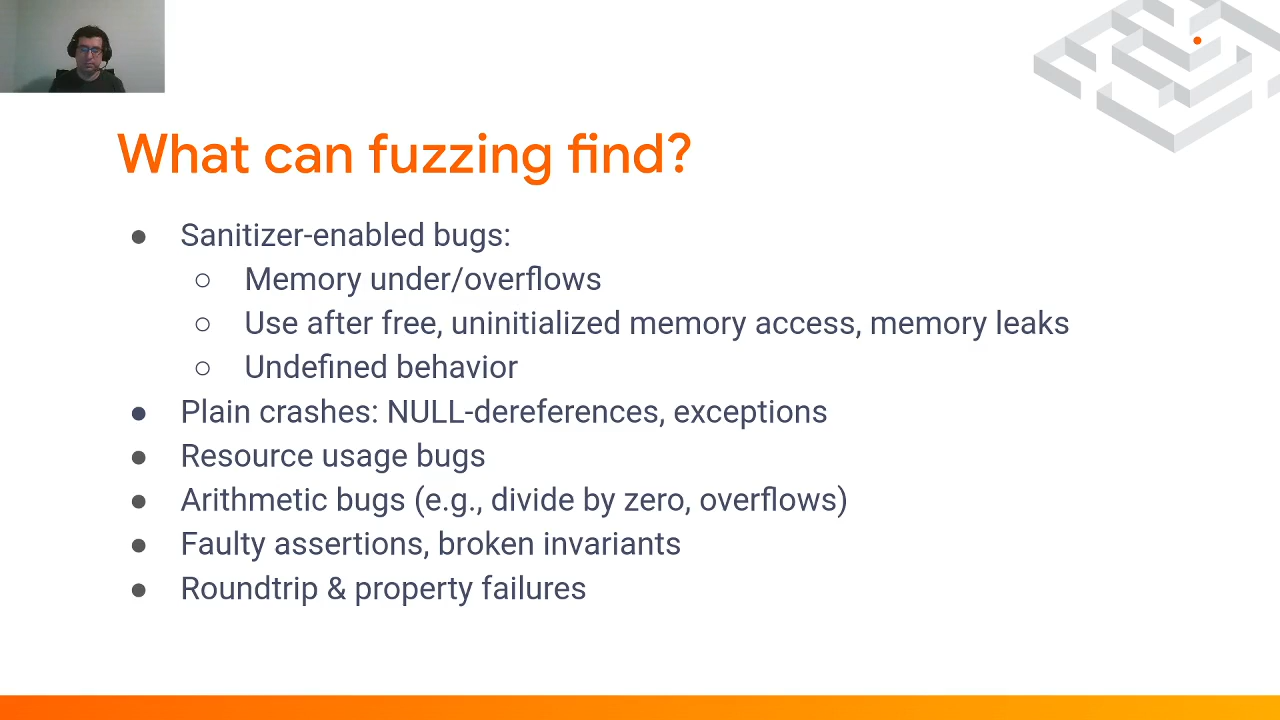 What can fuzzing find?
● Sanitizer-enabled bugs:
○ Memory under/overflows
○ Use after free, uninitialized memory access, memory leaks
○ Undefined behavior
● Plain crashes: NULL-dereferences, exceptions
● Resource usage bugs
● Arithmetic bugs (e.g., divide by zero, overflows)
● Faulty assertions, broken invariants
● Roundtrip & property failures